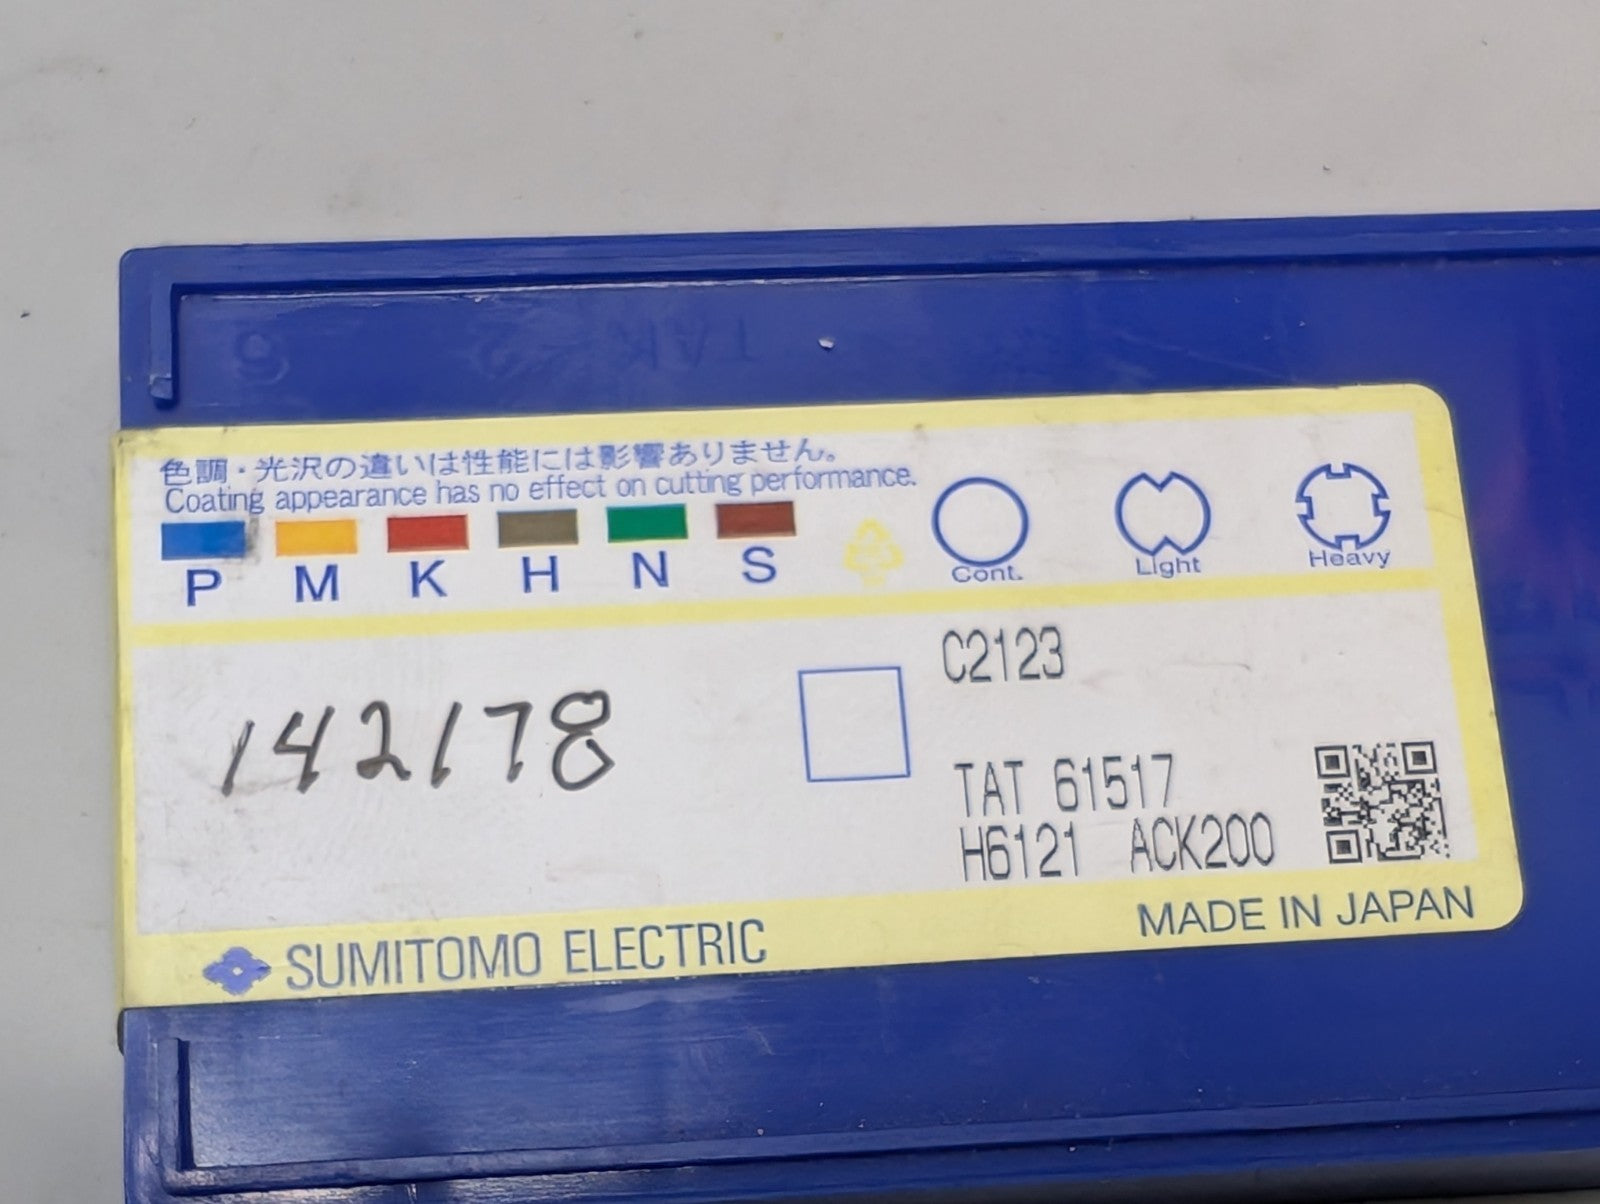 色調・光沢の違いは性能には影響ありません。
Coating appearance has no effect on cutting performance.
P M K H N S
Cont. Light Heavy
142178
C2123
TAT 61517
H6121 ACK200
SUMITOMO ELECTRIC
MADE IN JAPAN